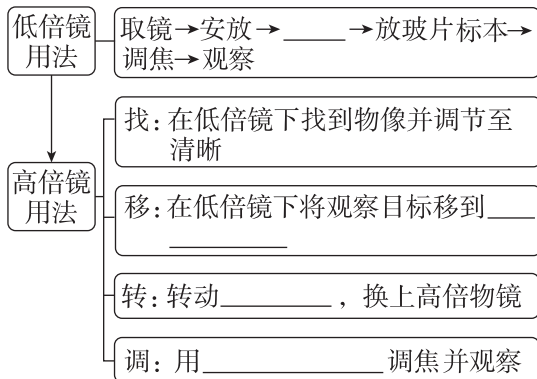 低倍镜
用法
取镜→安放→_____→放玻片标本→
调焦→观察
找:在低倍镜下找到物像并调节至
清晰
高倍镜
用法
移:在低倍镜下将观察目标移到____
__________
转:转动_________,换上高倍物镜
调:用______________调焦并观察